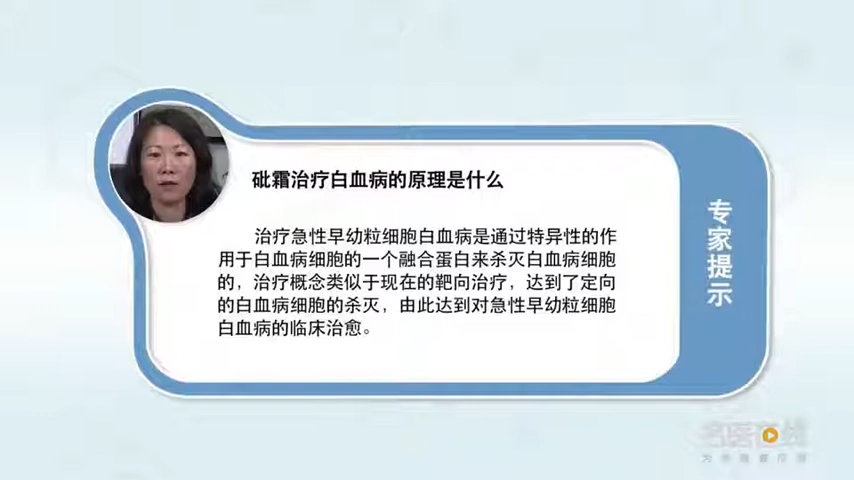 砒霜治疗白血病的原理是什么
治疗急性早幼粒细胞白血病是通过特异性的作
用于白血病细胞的一个融合蛋白来杀灭白血病细胞
的，治疗概念类似于现在的靶向治疗，达到了定向
的白血病细胞的杀灭，由此达到对急性早幼粒细胞
白血病的临床治愈。
专家提示
名医在线